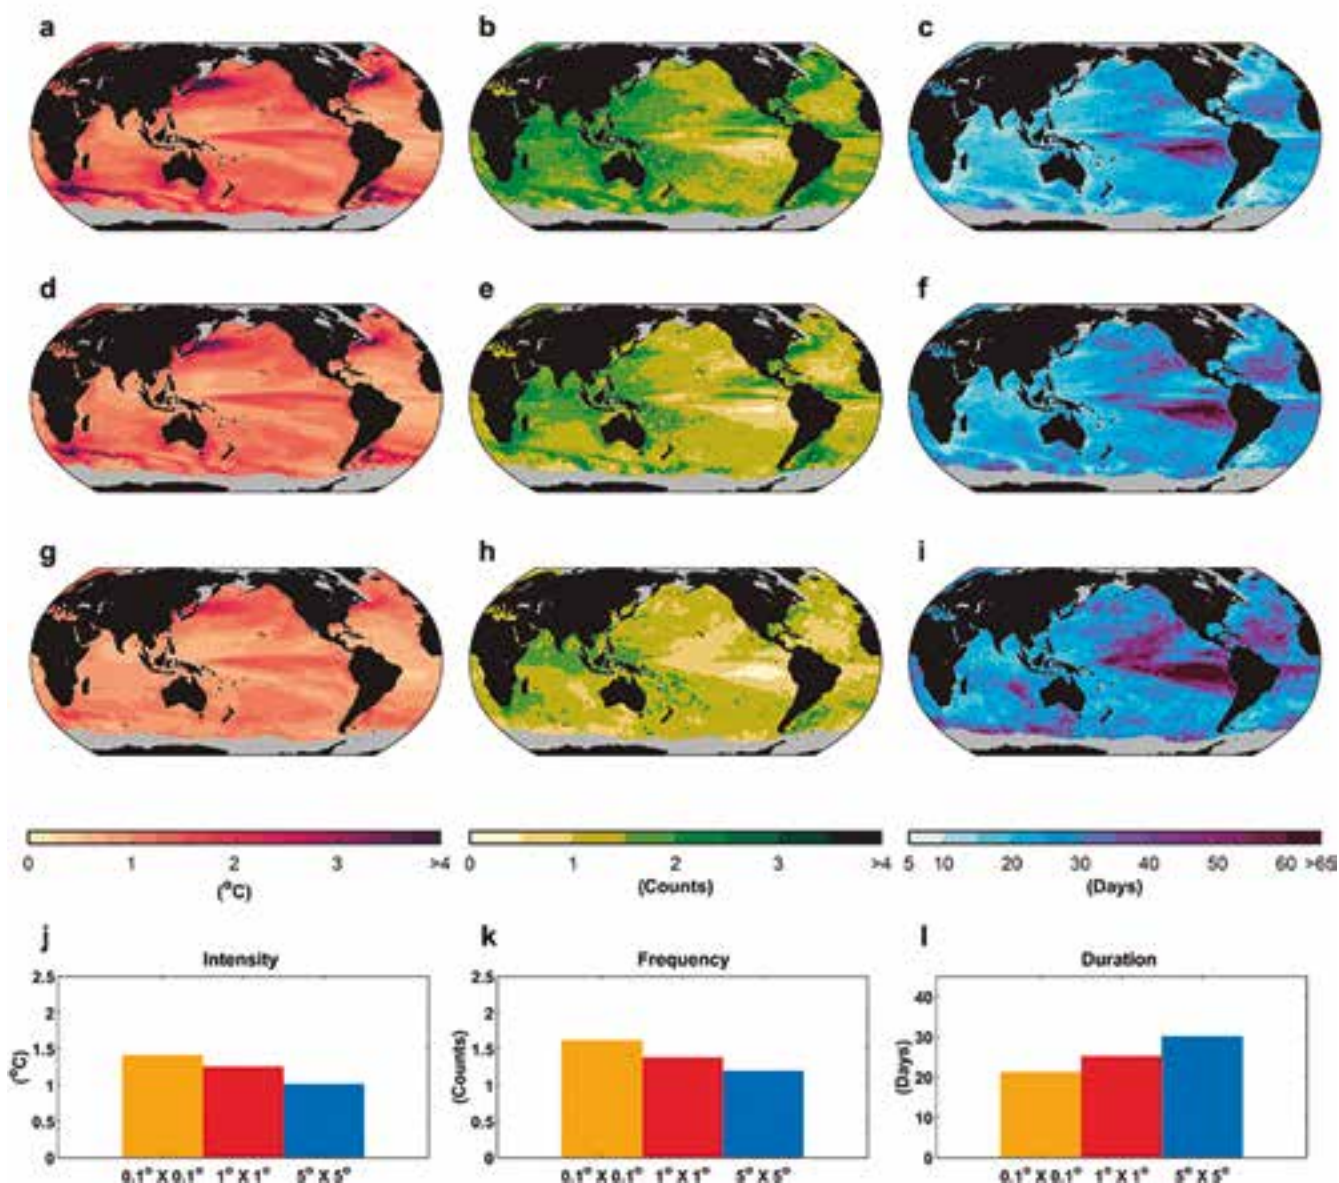 a b c
d e f
g h i
0 1 2 3 >4
(°C)
0 1 2 3 >4
(Counts)
5 10 20 30 40 50 60 >65
(Days)
j
Intensity
2.5
2
1.5
1
0.5
0
(°C)
0.1° X 0.1° 1° X 1° 5° X 5°
k
Frequency
2.5
2
1.5
1
0.5
0
(Counts)
0.1° X 0.1° 1° X 1° 5° X 5°
l
Duration
40
30
20
10
0
(Days)
0.1° X 0.1° 1° X 1° 5° X 5°